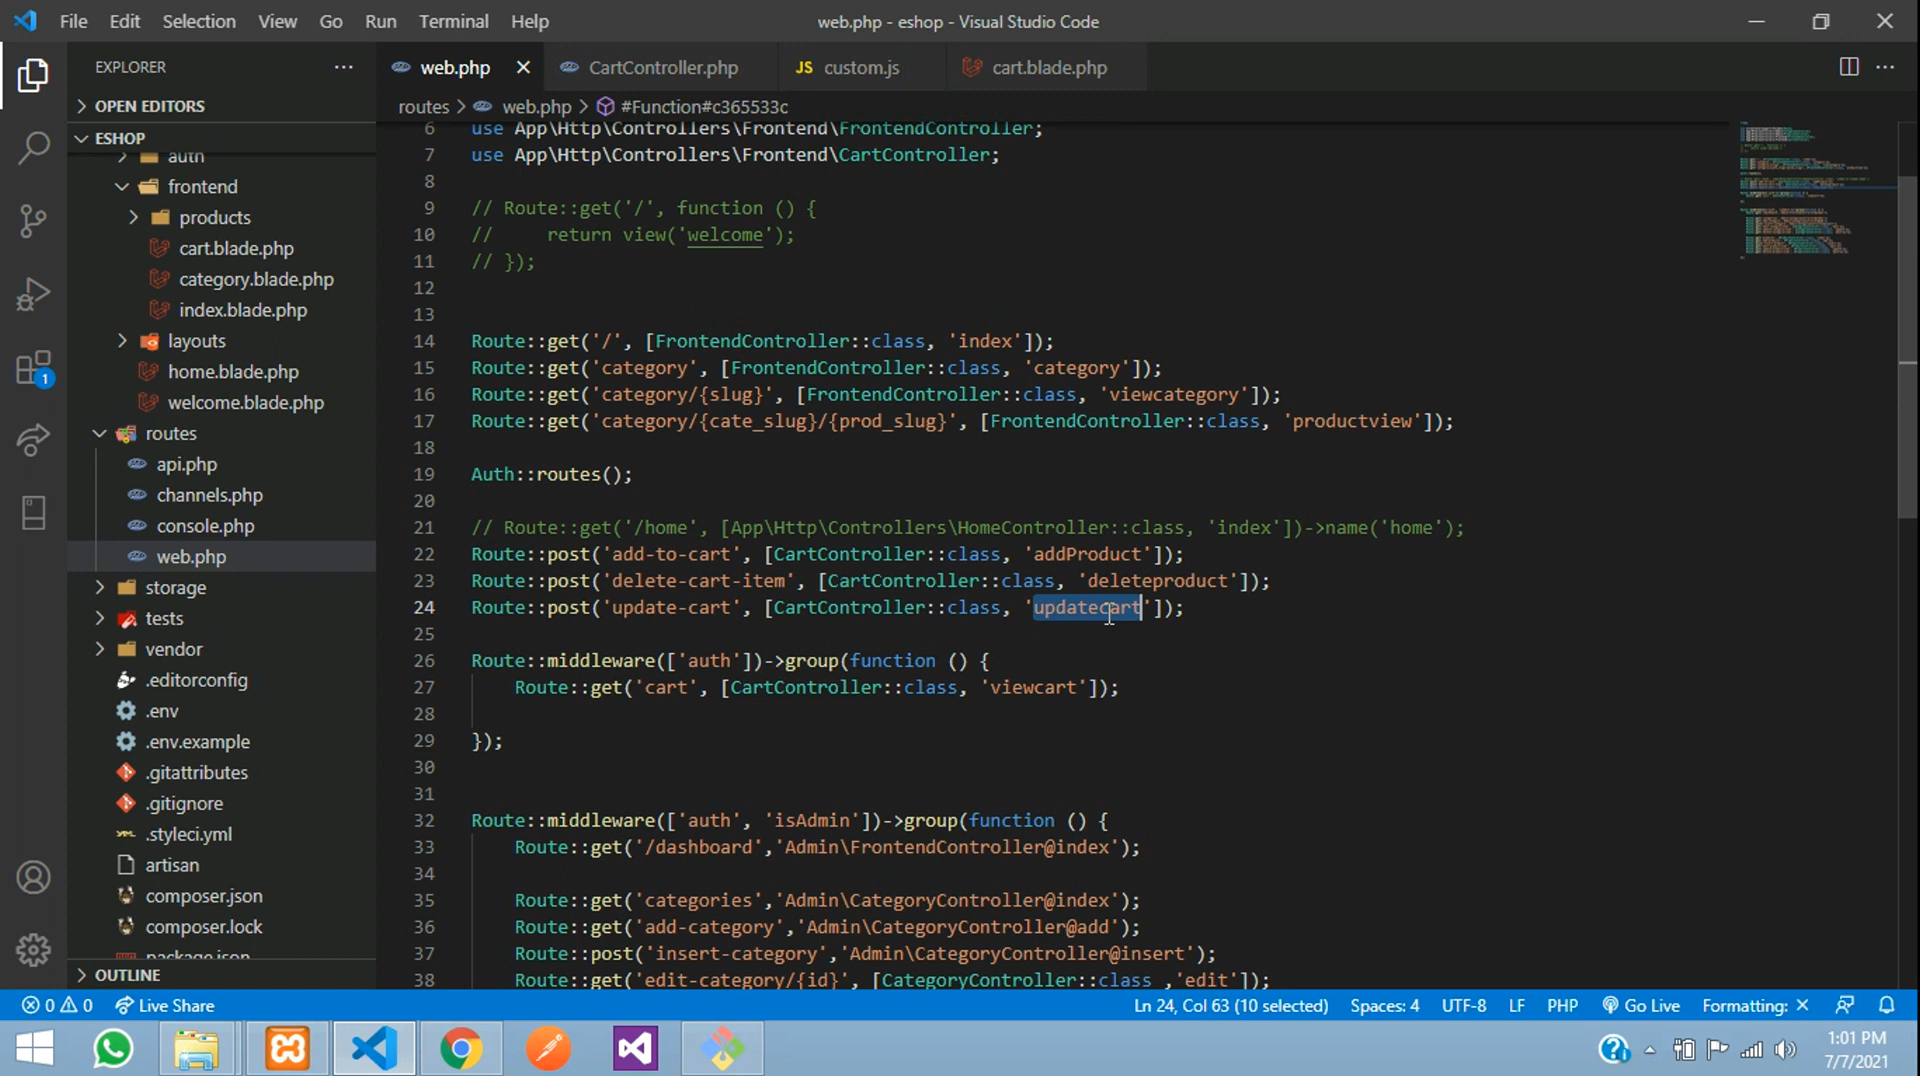 File Edit Selection View Go Run Terminal Help
web.php - eshop - Visual Studio Code
EXPLORER
OPEN EDITORS
ESHOP
auth
frontend
products
cart.blade.php
category.blade.php
index.blade.php
layouts
home.blade.php
welcome.blade.php
routes
api.php
channels.php
console.php
web.php
storage
tests
vendor
.editorconfig
.env
.env.example
.gitattributes
.gitignore
.styleci.yml
artisan
composer.json
composer.lock
package.json
OUTLINE
1
web.php CartController.php JS custom.js cart.blade.php
routes > web.php > #Function#c365533c
6 use App\Http\Controllers\Frontend\FrontendController;
7 use App\Http\Controllers\Frontend\CartController;
8
9 // Route::get('/', function () {
10 //     return view('welcome');
11 // });
12
13
14 Route::get('/', [FrontendController::class, 'index']);
15 Route::get('category', [FrontendController::class, 'category']);
16 Route::get('category/{slug}', [FrontendController::class, 'viewcategory']);
17 Route::get('category/{cate_slug}/{prod_slug}', [FrontendController::class, 'productview']);
18
19 Auth::routes();
20
21 // Route::get('/home', [App\Http\Controllers\HomeController::class, 'index'])->name('home');
22 Route::post('add-to-cart', [CartController::class, 'addProduct']);
23 Route::post('delete-cart-item', [CartController::class, 'deleteproduct']);
24 Route::post('update-cart', [CartController::class, 'updatecart']);
25
26 Route::middleware(['auth'])->group(function () {
27     Route::get('cart', [CartController::class, 'viewcart']);
28
29 });
30
31
32 Route::middleware(['auth', 'isAdmin'])->group(function () {
33     Route::get('/dashboard','Admin\FrontendController@index');
34
35     Route::get('categories','Admin\CategoryController@index');
36     Route::get('add-category','Admin\CategoryController@add');
37     Route::post('insert-category','Admin\CategoryController@insert');
38     Route::get('edit-category/{id}', [CategoryController::class ,'edit']);
0 0 Live Share
Ln 24, Col 63 (10 selected) Spaces: 4 UTF-8 LF PHP Go Live Formatting: ×
1:01 PM
7/7/2021